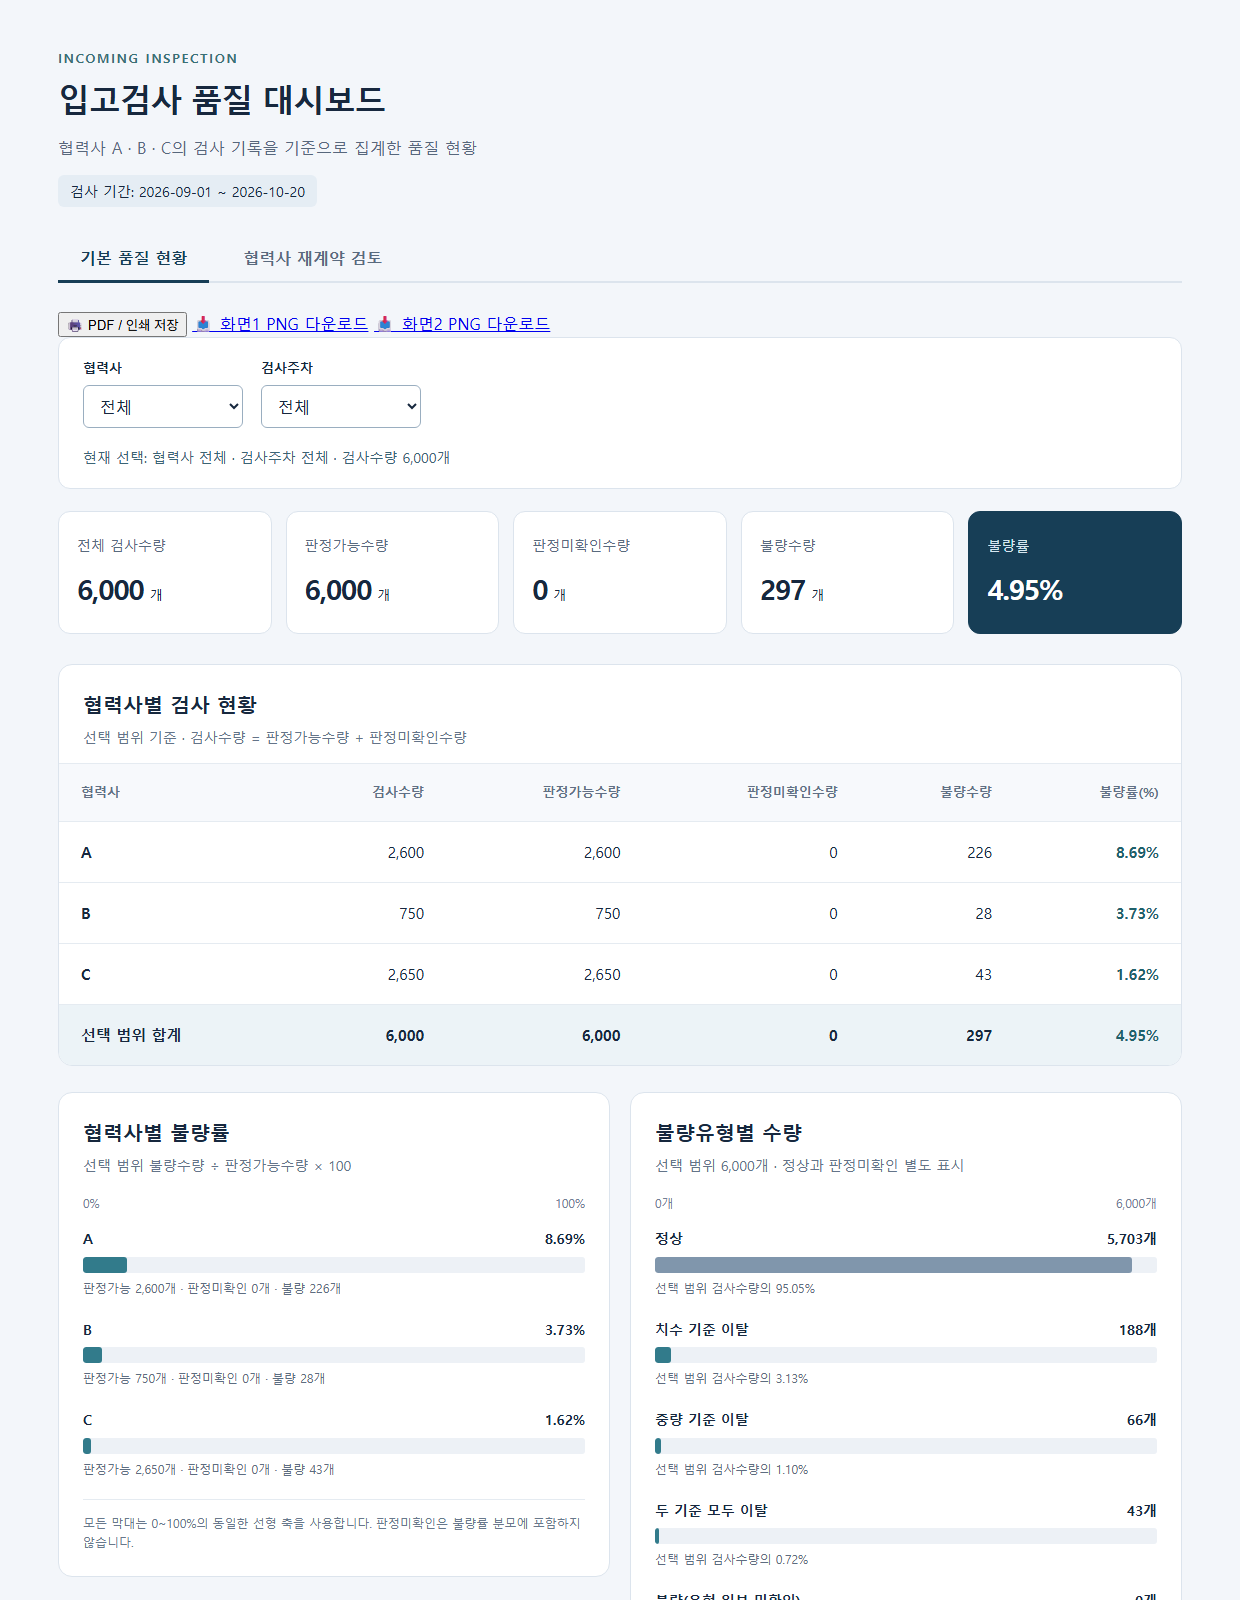 INCOMING INSPECTION
입고검사 품질 대시보드
협력사 A · B · C의 검사 기록을 기준으로 집계한 품질 현황
검사 기간: 2026-09-01 ~ 2026-10-20
기본 품질 현황 협력사 재계약 검토
PDF / 인쇄 저장 화면1 PNG 다운로드 화면2 PNG 다운로드
협력사 검사주차
전체 전체
현재 선택: 협력사 전체 · 검사주차 전체 · 검사수량 6,000개
전체 검사수량 판정가능수량 판정미확인수량 불량수량 불량률
6,000 개 6,000 개 0 개 297 개 4.95%
협력사별 검사 현황
선택 범위 기준 · 검사수량 = 판정가능수량 + 판정미확인수량
협력사 검사수량 판정가능수량 판정미확인수량 불량수량 불량률(%)
A 2,600 2,600 0 226 8.69%
B 750 750 0 28 3.73%
C 2,650 2,650 0 43 1.62%
선택 범위 합계 6,000 6,000 0 297 4.95%
협력사별 불량률
선택 범위 불량수량 ÷ 판정가능수량 × 100
0% 100%
A 8.69%
판정가능 2,600개 · 판정미확인 0개 · 불량 226개
B 3.73%
판정가능 750개 · 판정미확인 0개 · 불량 28개
C 1.62%
판정가능 2,650개 · 판정미확인 0개 · 불량 43개
모든 막대는 0~100%의 동일한 선형 축을 사용합니다. 판정미확인은 불량률 분모에 포함하지
않습니다.
불량유형별 수량
선택 범위 6,000개 · 정상과 판정미확인 별도 표시
0개 6,000개
정상 5,703개
선택 범위 검사수량의 95.05%
치수 기준 이탈 188개
선택 범위 검사수량의 3.13%
중량 기준 이탈 66개
선택 범위 검사수량의 1.10%
두 기준 모두 이탈 43개
선택 범위 검사수량의 0.72%